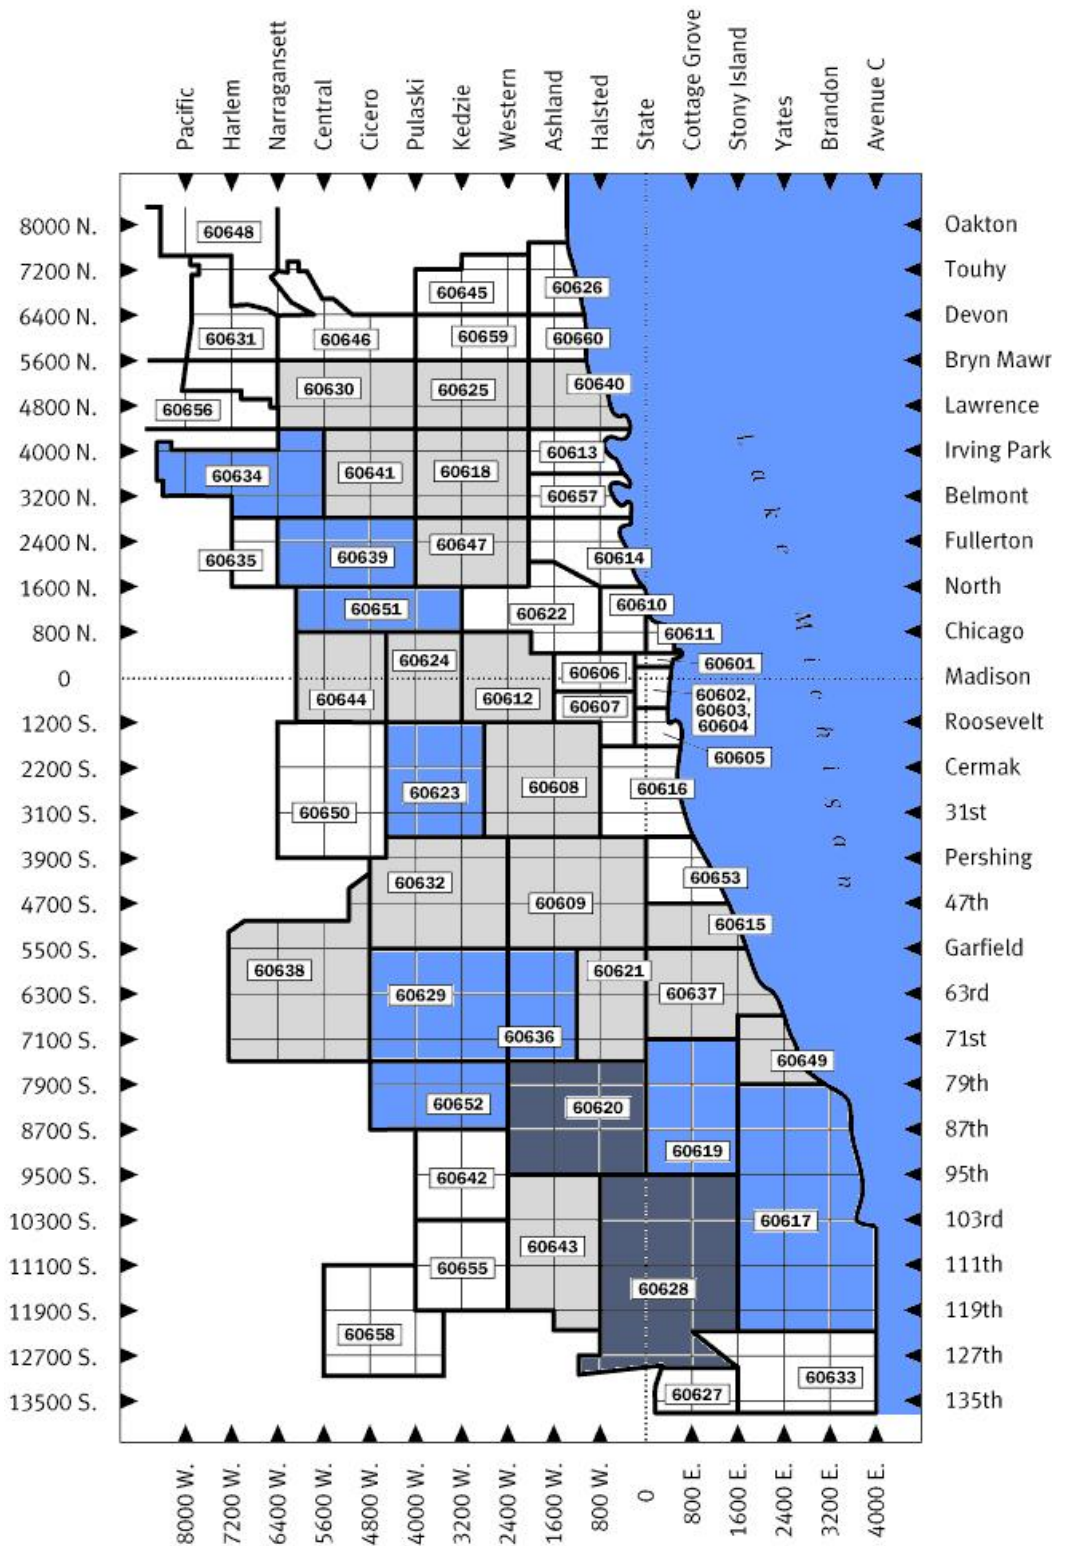 Pacific
Harlem
Narragansett
Central
Cicero
Pulaski
Kedzie
Western
Ashland
Halsted
State
Cottage Grove
Stony Island
Yates
Brandon
Avenue C
8000 N.
60648
Oakton
7200 N.
60645
60626
Touhy
6400 N.
Devon
60631
60646
60659
60660
5600 N.
Bryn Mawr
60630
60625
60640
4800 N.
60656
Lawrence
4000 N.
60613
Irving Park
60634
60641
60618
3200 N.
60657
Belmont
2400 N.
60647
Fullerton
60635
60639
60614
1600 N.
North
60651
60622
60610
800 N.
60611
Chicago
60624
60601
0
60606
Madison
60644
60612
60607
60602,
60603,
60604
1200 S.
Roosevelt
60605
2200 S.
Cermak
60623
60608
60616
3100 S.
60650
31st
3900 S.
Pershing
60632
60653
4700 S.
60609
47th
60615
5500 S.
Garfield
60638
60621
6300 S.
60629
60637
63rd
7100 S.
60636
71st
60649
7900 S.
79th
60652
60620
8700 S.
87th
60619
9500 S.
60642
95th
10300 S.
60617
103rd
60643
11100 S.
60655
111th
60628
11900 S.
119th
60658
12700 S.
127th
60633
60627
13500 S.
135th
Lake Michigan
8000 W.
7200 W.
6400 W.
5600 W.
4800 W.
4000 W.
3200 W.
2400 W.
1600 W.
800 W.
0
800 E.
1600 E.
2400 E.
3200 E.
4000 E.